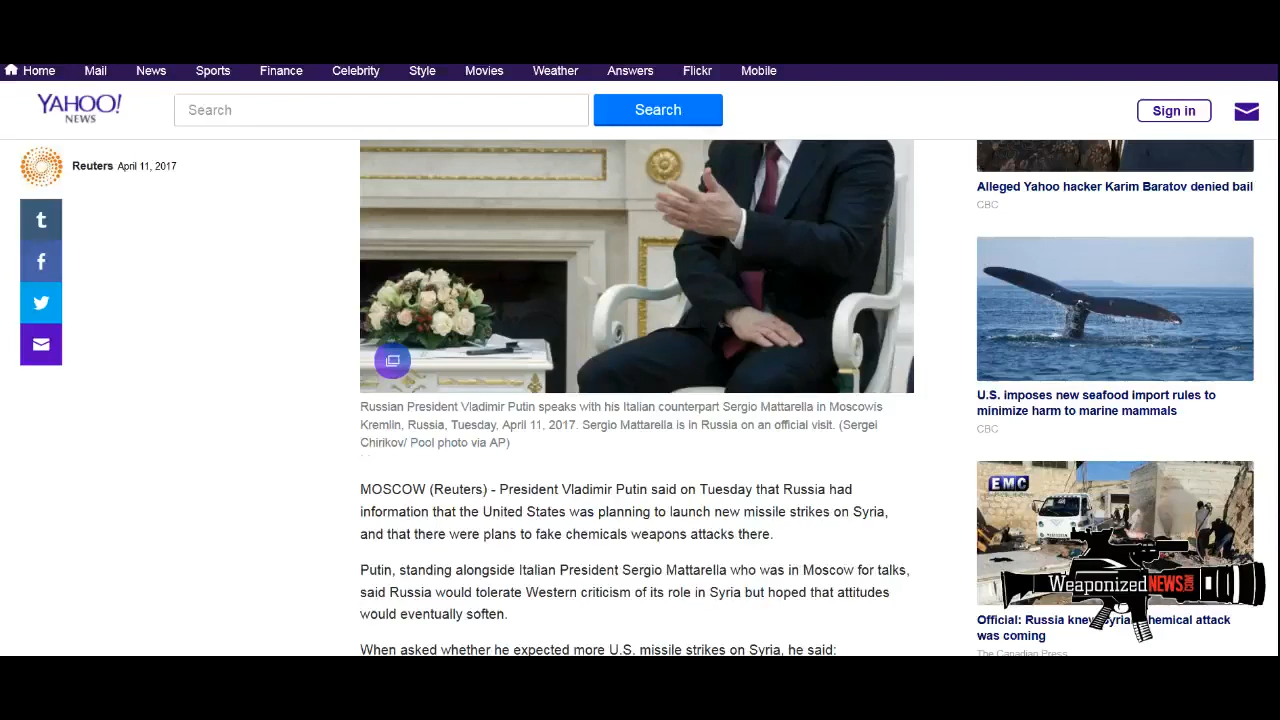 Home Mail News Sports Finance Celebrity Style Movies Weather Answers Flickr Mobile
YAHOO!
NEWS
Search
Search
Sign in
Reuters April 11, 2017
Russian President Vladimir Putin speaks with his Italian counterpart Sergio Mattarella in Moscowis
Kremlin, Russia, Tuesday, April 11, 2017. Sergio Mattarella is in Russia on an official visit. (Sergei
Chirikov/ Pool photo via AP)
MOSCOW (Reuters) - President Vladimir Putin said on Tuesday that Russia had
information that the United States was planning to launch new missile strikes on Syria,
and that there were plans to fake chemicals weapons attacks there.
Putin, standing alongside Italian President Sergio Mattarella who was in Moscow for talks,
said Russia would tolerate Western criticism of its role in Syria but hoped that attitudes
would eventually soften.
When asked whether he expected more U.S. missile strikes on Syria, he said:
Alleged Yahoo hacker Karim Baratov denied bail
CBC
U.S. imposes new seafood import rules to
minimize harm to marine mammals
CBC
EMC
WEAPONIZEDNEWS.COM
Official: Russia knew Syria chemical attack
was coming
The Canadian Press